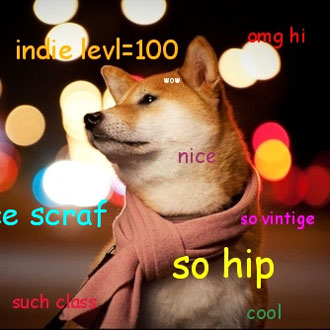 indie levl=100
omg hi
wow
nice
e scraf
so vintige
so hip
such class
cool